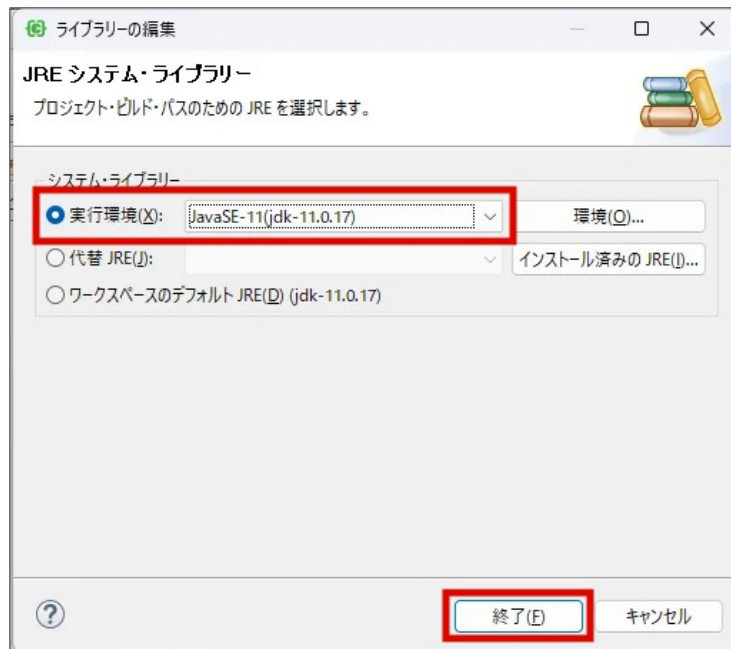 ライブラリーの編集
JRE システム・ライブラリー
プロジェクト・ビルド・パスのための JRE を選択します。
システム・ライブラリー
実行環境(X): JavaSE-11(jdk-11.0.17) 環境(O)...
代替 JRE(J): インストール済みの JRE(I)...
ワークスペースのデフォルト JRE(D) (jdk-11.0.17)
終了(F) キャンセル